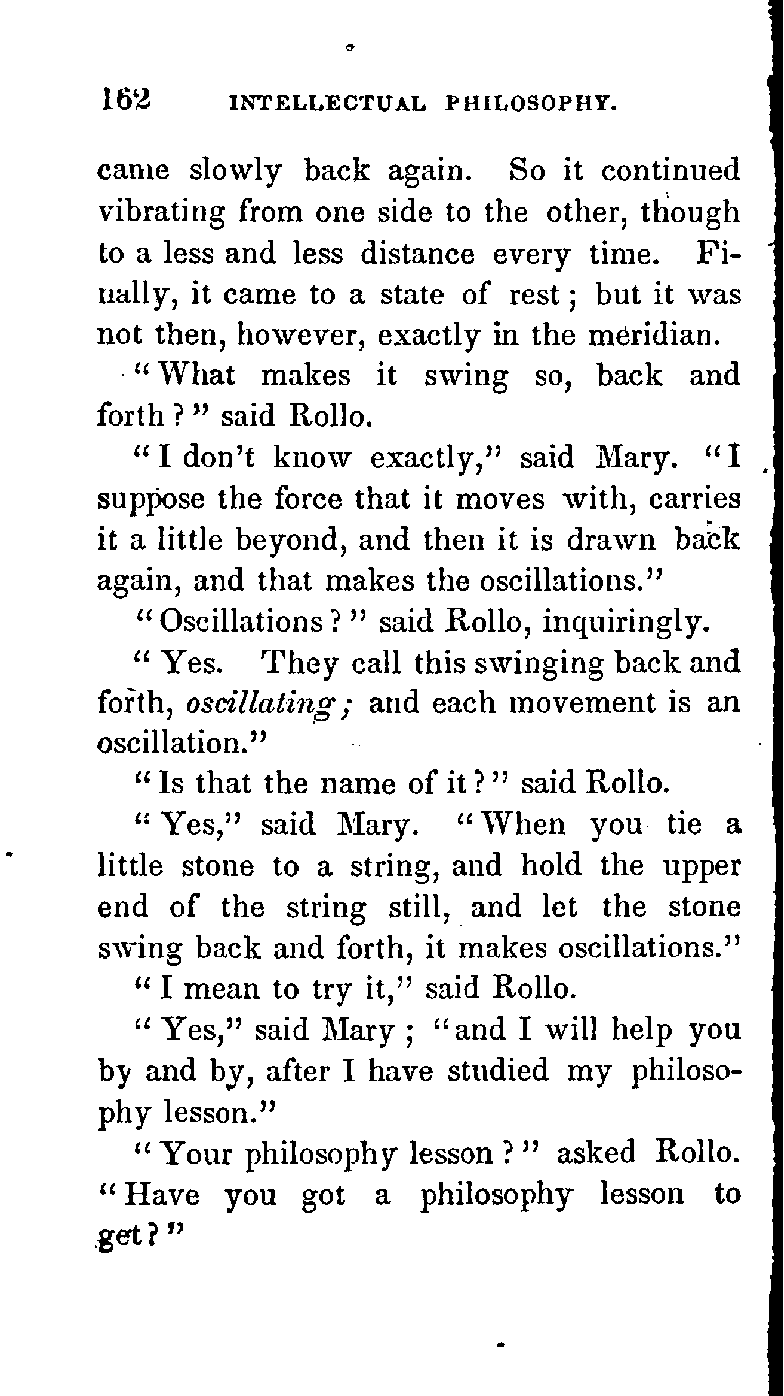 162 INTELLECTUAL PHILOSOPHY.
came slowly back again. So it continued
vibrating from one side to the other, though
to a less and less distance every time. Fi-
nally, it came to a state of rest; but it was
not then, however, exactly in the meridian.
"What makes it swing so, back and
forth?" said Rollo.
"I don't know exactly," said Mary. "I
suppose the force that it moves with, carries
it a little beyond, and then it is drawn back
again, and that makes the oscillations."
"Oscillations?" said Rollo, inquiringly.
"Yes. They call this swinging back and
forth, oscillating; and each movement is an
oscillation."
"Is that the name of it?" said Rollo.
"Yes," said Mary. "When you tie a
little stone to a string, and hold the upper
end of the string still, and let the stone
swing back and forth, it makes oscillations."
"I mean to try it," said Rollo.
"Yes," said Mary; "and I will help you
by and by, after I have studied my philoso-
phy lesson."
"Your philosophy lesson?" asked Rollo.
"Have you got a philosophy lesson to
get?"